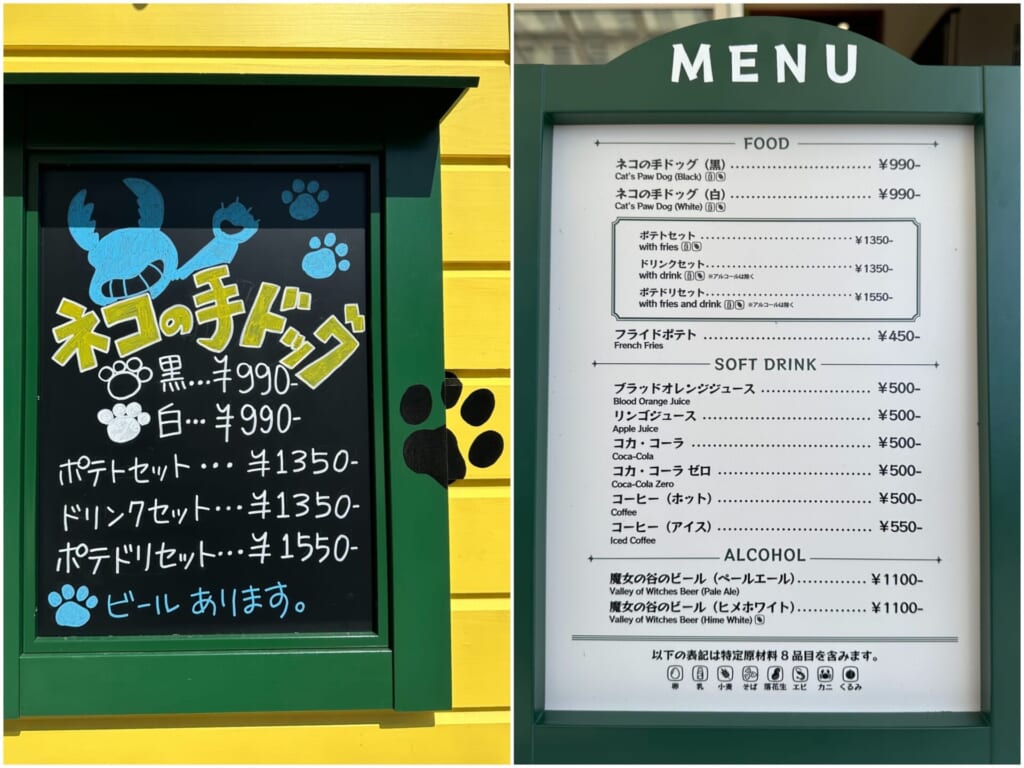 ネコの手ドッグ
黒…¥990-
白…¥990-
ポテトセット…¥1350-
ドリンクセット…¥1350-
ポテドリセット…¥1550-
ビールあります。
MENU
FOOD
ネコの手ドッグ（黒） ¥990-
Cat's Paw Dog (Black)
ネコの手ドッグ（白） ¥990-
Cat's Paw Dog (White)
ポテトセット ¥1350-
with fries
ドリンクセット ¥1350-
with drink ※アルコールは除く
ポテドリセット ¥1550-
with fries and drink ※アルコールは除く
フライドポテト ¥450-
French Fries
SOFT DRINK
ブラッドオレンジジュース ¥500-
Blood Orange Juice
リンゴジュース ¥500-
Apple Juice
コカ・コーラ ¥500-
Coca-Cola
コカ・コーラ ゼロ ¥500-
Coca-Cola Zero
コーヒー（ホット） ¥500-
Coffee
コーヒー（アイス） ¥550-
Iced Coffee
ALCOHOL
魔女の谷のビール（ペールエール） ¥1100-
Valley of Witches Beer (Pale Ale)
魔女の谷のビール（ヒメホワイト） ¥1100-
Valley of Witches Beer (Hime White)
以下の表記は特定原材料8品目を含みます。
卵 乳 小麦 そば 落花生 エビ カニ くるみ